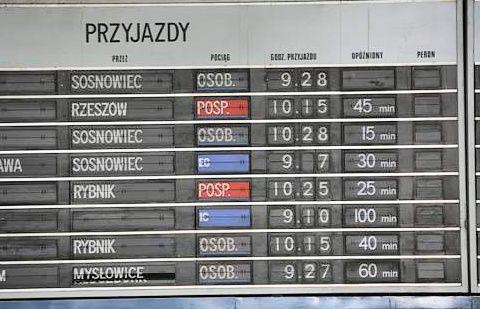 PRZYJAZDY
PRZEZ POCIĄG GODZ. PRZYJAZDU OPÓŹNIONY PERON
SOSNOWIEC OSOB. 9.28
RZESZÓW POSP. 10.15 45 min
SOSNOWIEC OSOB. 10.28 15 min
AWA SOSNOWIEC EC 9. 7 30 min
RYBNIK POSP. 10.25 25 min
IC 9.10 100 min
RYBNIK OSOB. 10.15 40 min
M MYSŁOWICE OSOB. 9.27 60 min